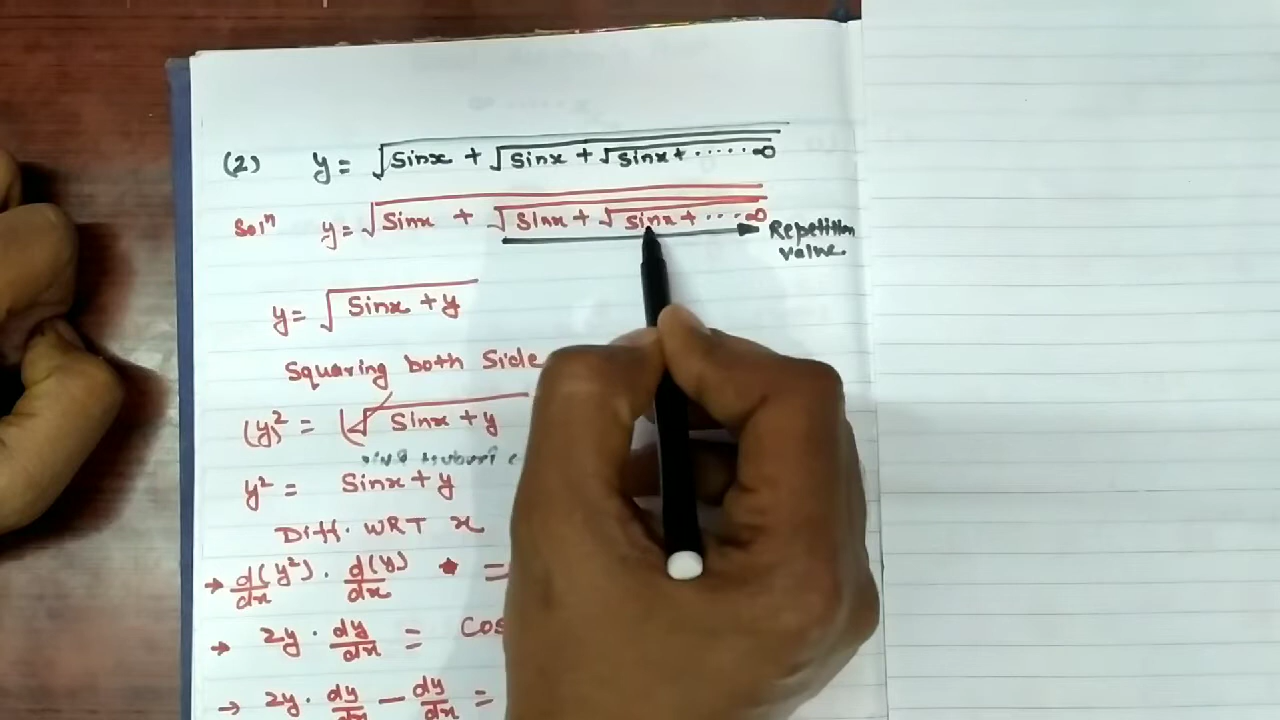 (2) y = √sinx + √sinx + √sinx + ..... ∞
Solⁿ y = √sinx + √sinx + √sinx + ..... ∞
Repetition
value
y = √sinx + y
Squaring both Side
(y)² = (√sinx + y
y² = sinx + y
Diff. WRT x
→ d/dx (y²) . d(y)/dx =
→ 2y . dy/dx = cos
→ 2y . dy/dx - dy/dx =